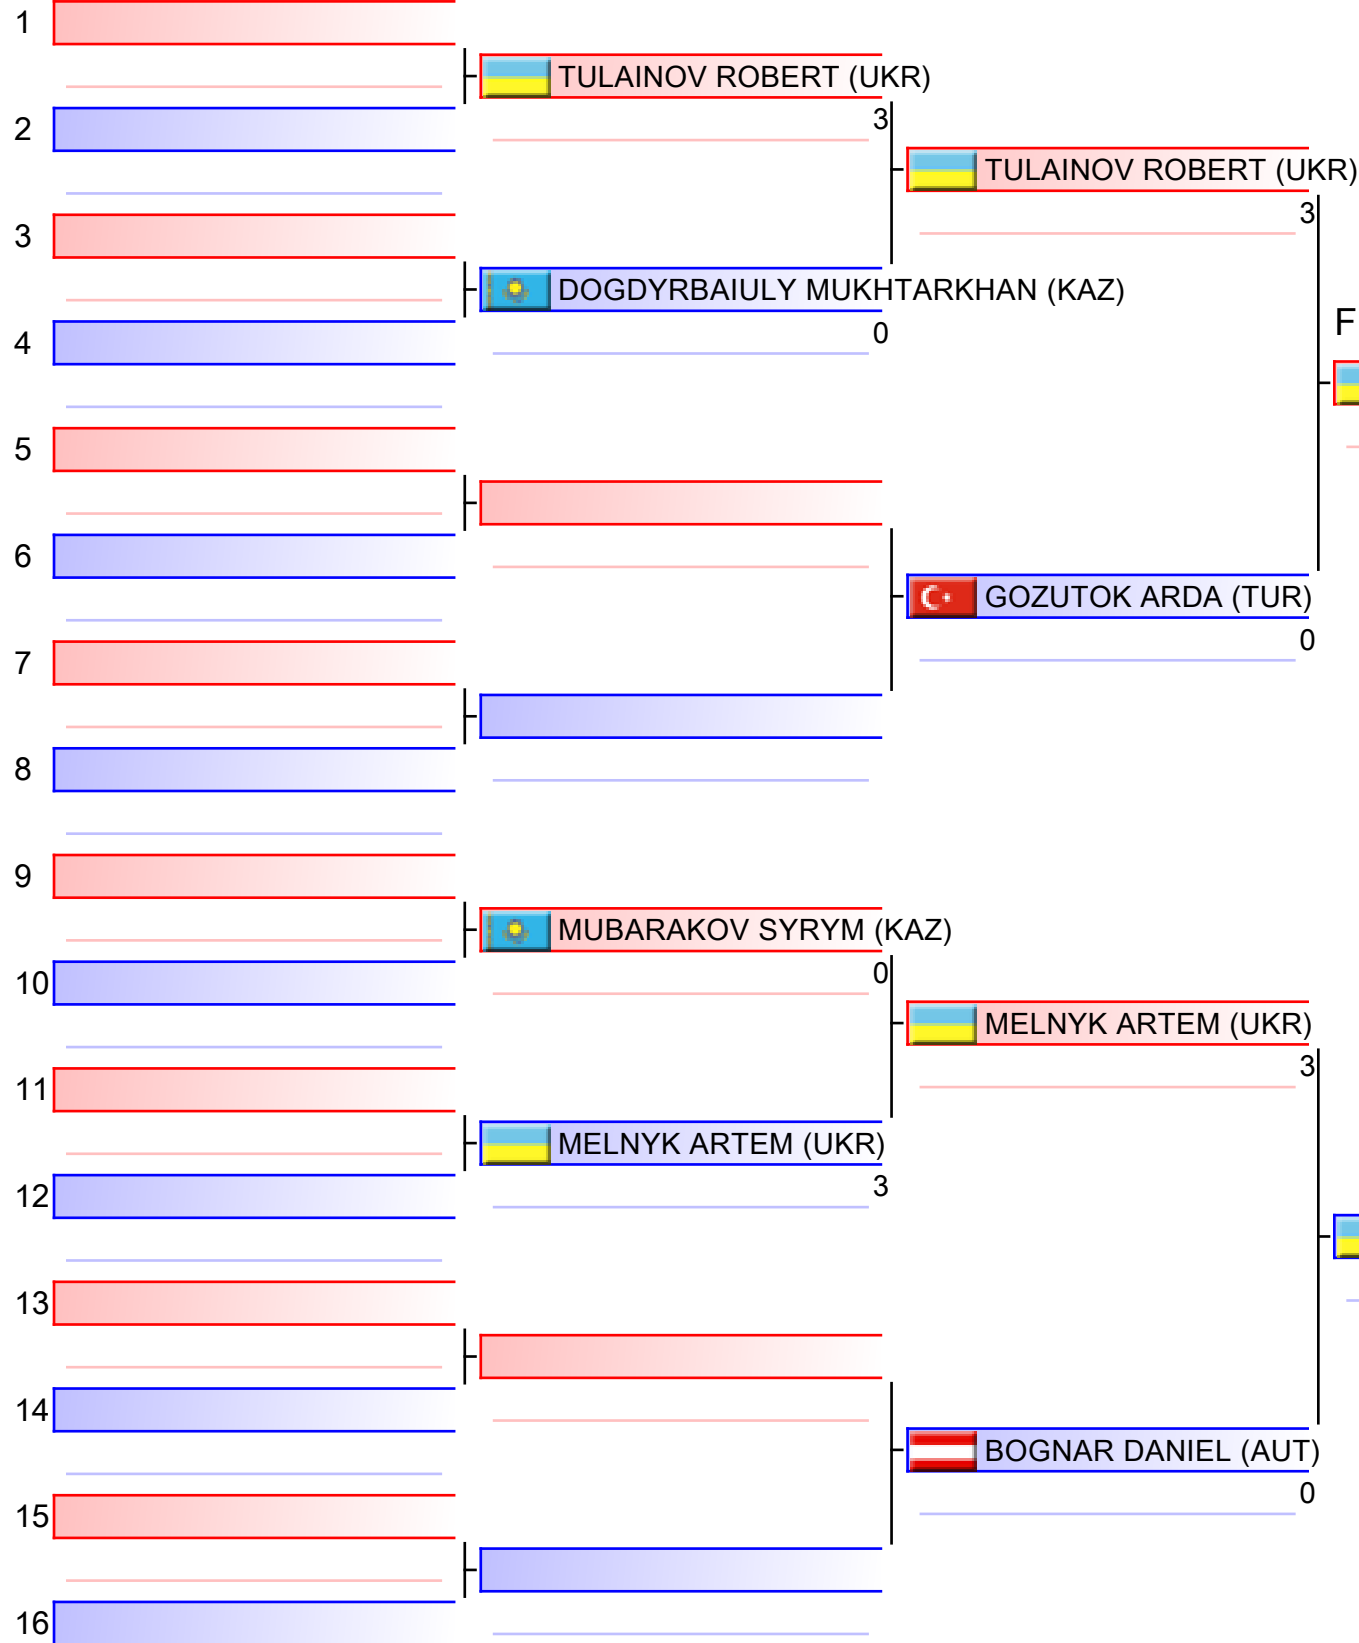 1
TULAINOV ROBERT (UKR)
3
2
TULAINOV ROBERT (UKR)
3
3
DOGDYRBAIULY MUKHTARKHAN (KAZ)
0
4
F
5
6
GOZUTOK ARDA (TUR)
0
7
8
9
MUBARAKOV SYRYM (KAZ)
0
10
MELNYK ARTEM (UKR)
3
11
MELNYK ARTEM (UKR)
3
12
13
14
BOGNAR DANIEL (AUT)
0
15
16